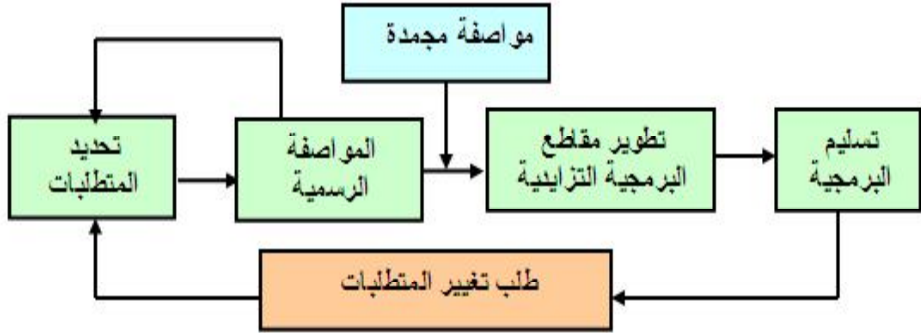 مواصفة مجمدة
تحديد
المتطلبات
المواصفة
الرسمية
تطوير مقاطع
البرمجية التزايدية
تسليم
البرمجية
طلب تغيير المتطلبات